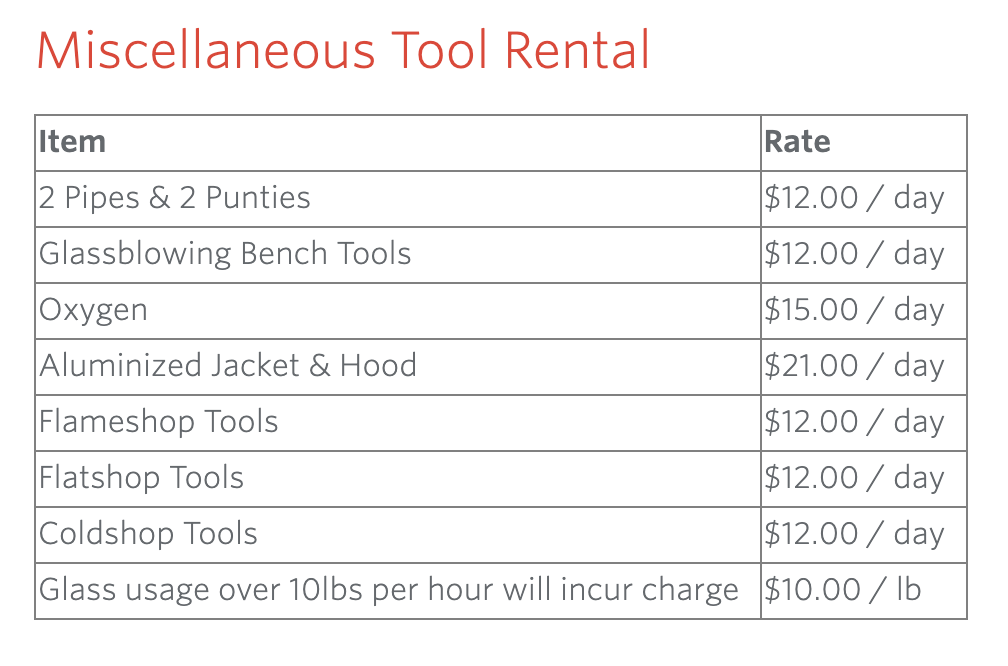 Miscellaneous Tool Rental
Item Rate
2 Pipes & 2 Punties $12.00 / day
Glassblowing Bench Tools $12.00 / day
Oxygen $15.00 / day
Aluminized Jacket & Hood $21.00 / day
Flameshop Tools $12.00 / day
Flatshop Tools $12.00 / day
Coldshop Tools $12.00 / day
Glass usage over 10lbs per hour will incur charge $10.00 / lb